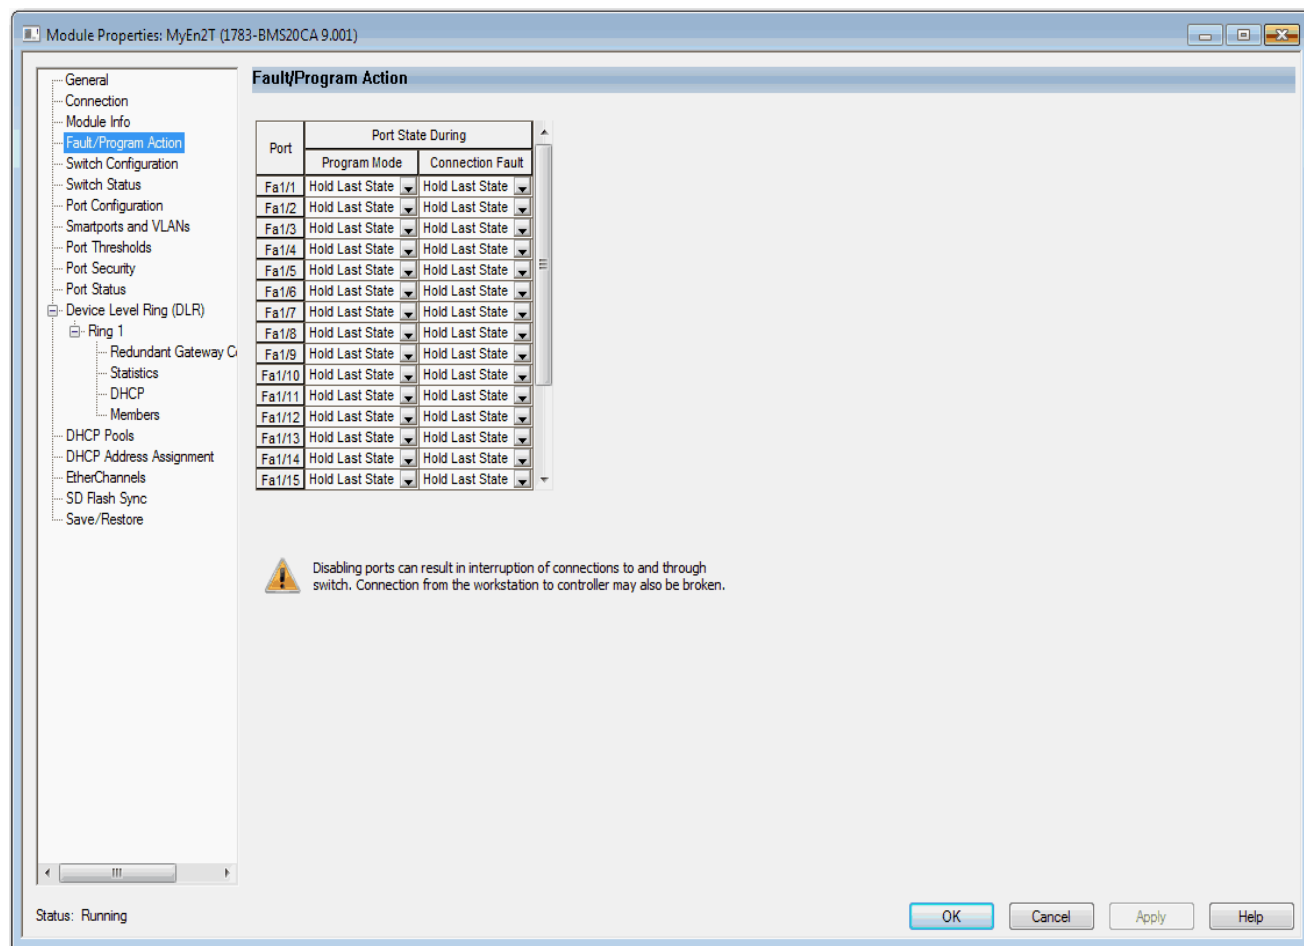 Module Properties: MyEn2T (1783-BMS20CA 9.001)
General
Connection
Module Info
Fault/Program Action
Switch Configuration
Switch Status
Port Configuration
Smartports and VLANs
Port Thresholds
Port Security
Port Status
Device Level Ring (DLR)
Ring 1
Redundant Gateway
Statistics
DHCP
Members
DHCP Pools
DHCP Address Assignment
EtherChannels
SD Flash Sync
Save/Restore
Fault/Program Action
Port Port State During
Program Mode Connection Fault
Fa1/1 Hold Last State Hold Last State
Fa1/2 Hold Last State Hold Last State
Fa1/3 Hold Last State Hold Last State
Fa1/4 Hold Last State Hold Last State
Fa1/5 Hold Last State Hold Last State
Fa1/6 Hold Last State Hold Last State
Fa1/7 Hold Last State Hold Last State
Fa1/8 Hold Last State Hold Last State
Fa1/9 Hold Last State Hold Last State
Fa1/10 Hold Last State Hold Last State
Fa1/11 Hold Last State Hold Last State
Fa1/12 Hold Last State Hold Last State
Fa1/13 Hold Last State Hold Last State
Fa1/14 Hold Last State Hold Last State
Fa1/15 Hold Last State Hold Last State
Disabling ports can result in interruption of connections to and through
switch. Connection from the workstation to controller may also be broken.
Status: Running
OK Cancel Apply Help